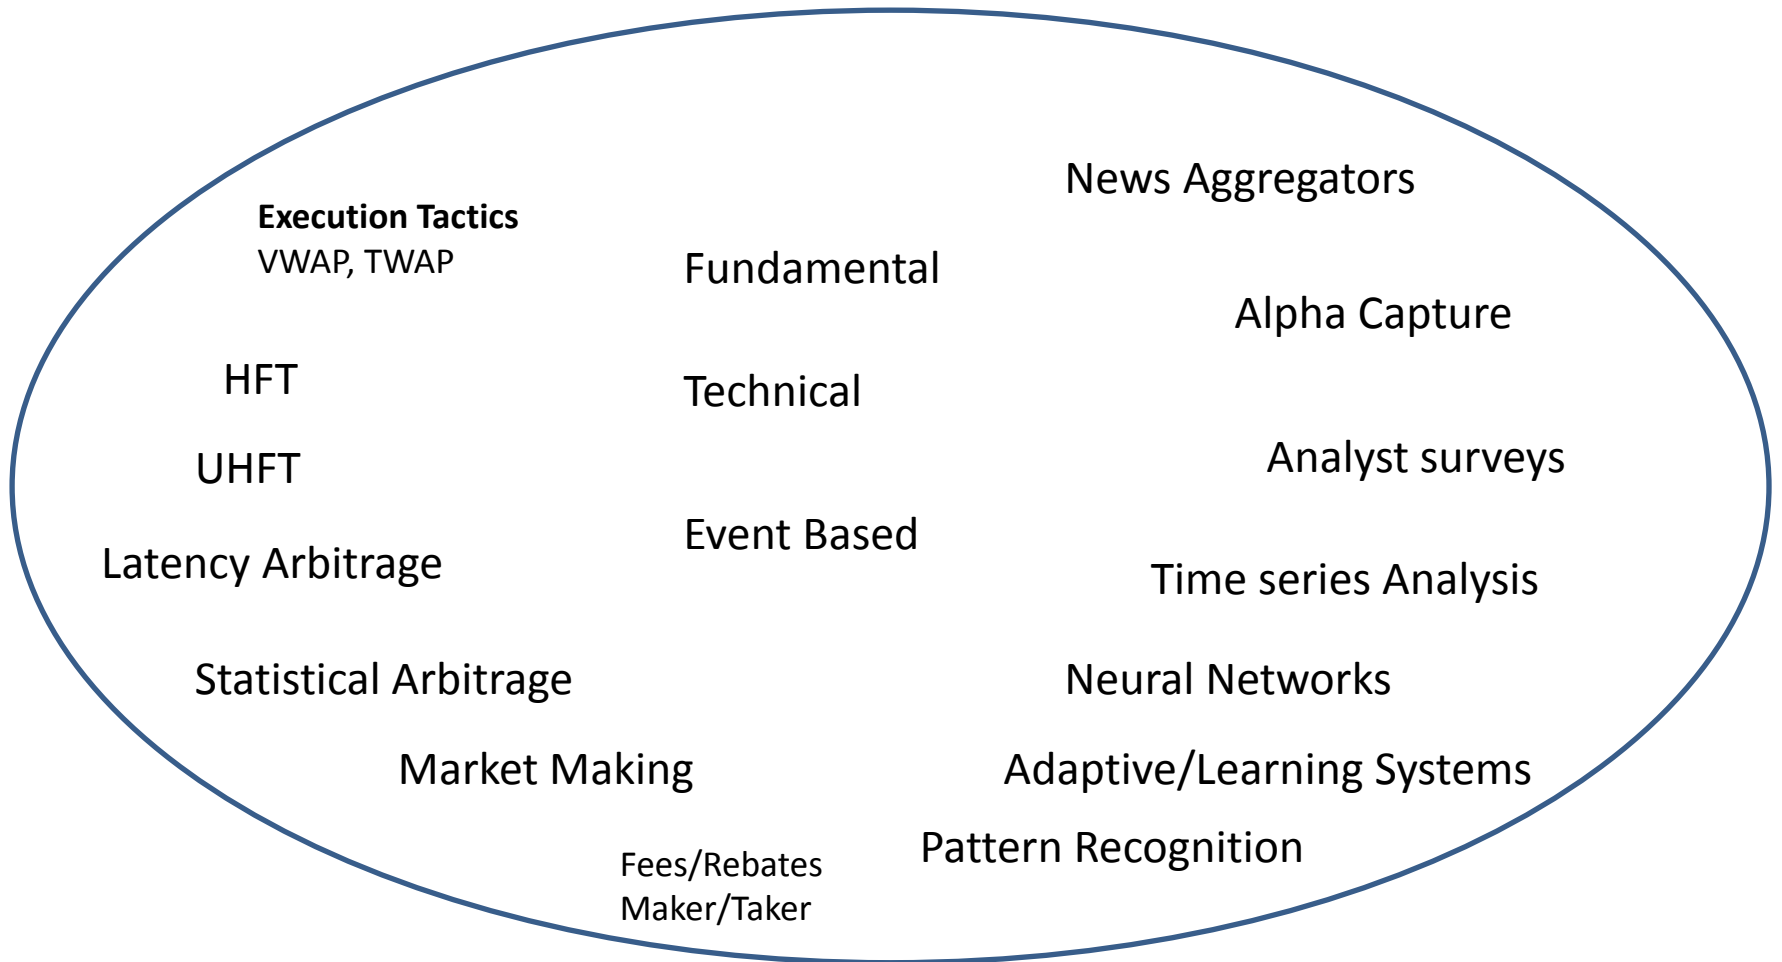 News Aggregators
Execution Tactics
VWAP, TWAP
Fundamental
Alpha Capture
HFT
Technical
Analyst surveys
UHFT
Event Based
Latency Arbitrage
Time series Analysis
Statistical Arbitrage
Neural Networks
Market Making
Adaptive/Learning Systems
Pattern Recognition
Fees/Rebates
Maker/Taker